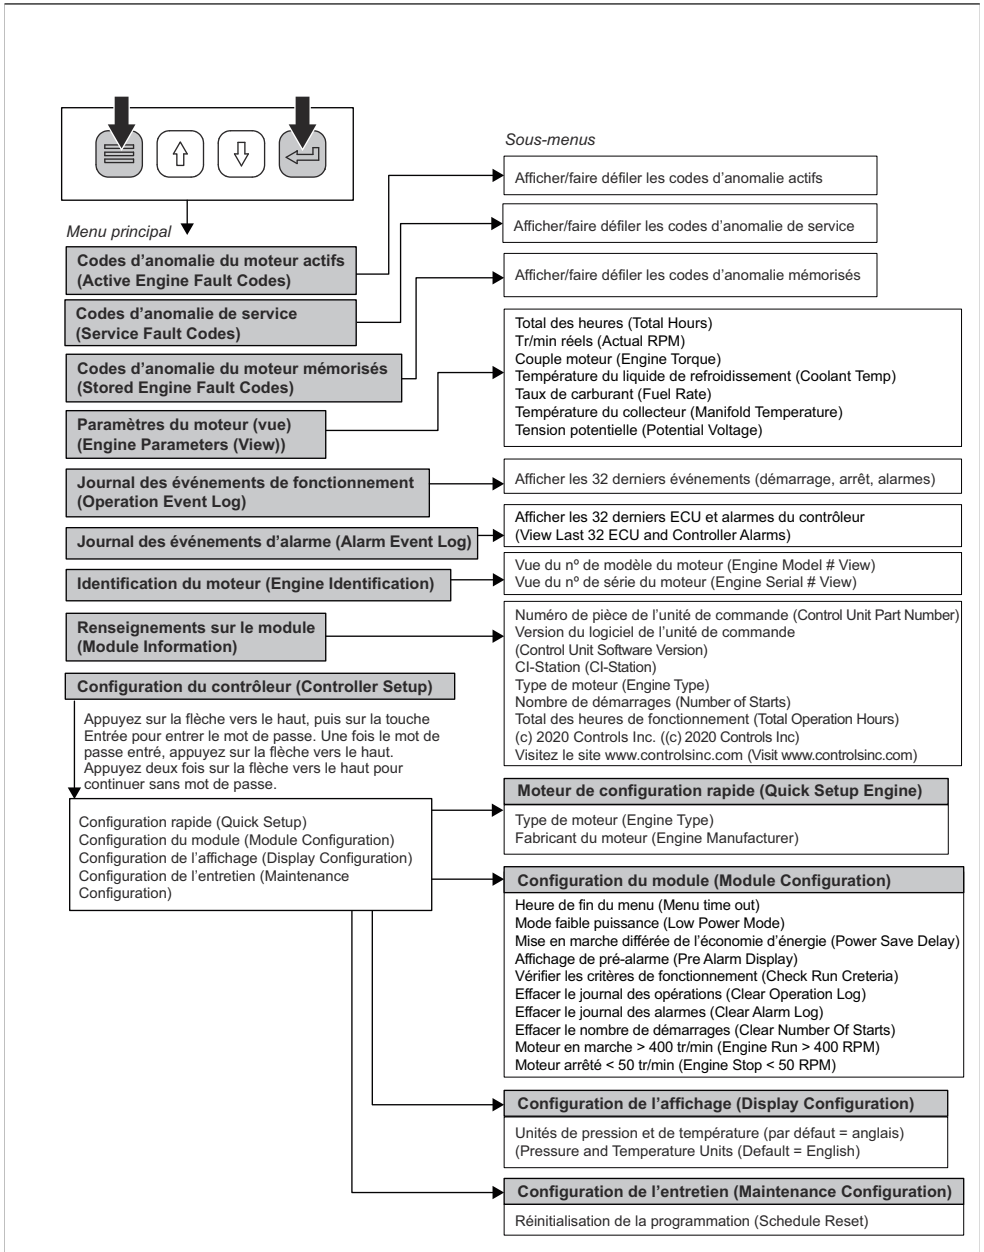 Sous-menus
Afficher/faire défiler les codes d'anomalie actifs
Afficher/faire défiler les codes d'anomalie de service
Afficher/faire défiler les codes d'anomalie mémorisés
Total des heures (Total Hours)
Tr/min réels (Actual RPM)
Couple moteur (Engine Torque)
Température du liquide de refroidissement (Coolant Temp)
Taux de carburant (Fuel Rate)
Température du collecteur (Manifold Temperature)
Tension potentielle (Potential Voltage)
Afficher les 32 derniers événements (démarrage, arrêt, alarmes)
Afficher les 32 derniers ECU et alarmes du contrôleur
(View Last 32 ECU and Controller Alarms)
Vue du nº de modèle du moteur (Engine Model # View)
Vue du nº de série du moteur (Engine Serial # View)
Numéro de pièce de l'unité de commande (Control Unit Part Number)
Version du logiciel de l'unité de commande
(Control Unit Software Version)
CI-Station (CI-Station)
Type de moteur (Engine Type)
Nombre de démarrages (Number of Starts)
Total des heures de fonctionnement (Total Operation Hours)
(c) 2020 Controls Inc. ((c) 2020 Controls Inc)
Visitez le site www.controlsinc.com (Visit www.controlsinc.com)
Menu principal
Codes d'anomalie du moteur actifs
(Active Engine Fault Codes)
Codes d'anomalie de service
(Service Fault Codes)
Codes d'anomalie du moteur mémorisés
(Stored Engine Fault Codes)
Paramètres du moteur (vue)
(Engine Parameters (View))
Journal des événements de fonctionnement
(Operation Event Log)
Journal des événements d'alarme (Alarm Event Log)
Identification du moteur (Engine Identification)
Renseignements sur le module
(Module Information)
Configuration du contrôleur (Controller Setup)
Appuyez sur la flèche vers le haut, puis sur la touche
Entrée pour entrer le mot de passe. Une fois le mot de
passe entré, appuyez sur la flèche vers le haut.
Appuyez deux fois sur la flèche vers le haut pour
continuer sans mot de passe.
Configuration rapide (Quick Setup)
Configuration du module (Module Configuration)
Configuration de l'affichage (Display Configuration)
Configuration de l'entretien (Maintenance
Configuration)
Moteur de configuration rapide (Quick Setup Engine)
Type de moteur (Engine Type)
Fabricant du moteur (Engine Manufacturer)
Configuration du module (Module Configuration)
Heure de fin du menu (Menu time out)
Mode faible puissance (Low Power Mode)
Mise en marche différée de l'économie d'énergie (Power Save Delay)
Affichage de pré-alarme (Pre Alarm Display)
Vérifier les critères de fonctionnement (Check Run Creteria)
Effacer le journal des opérations (Clear Operation Log)
Effacer le journal des alarmes (Clear Alarm Log)
Effacer le nombre de démarrages (Clear Number Of Starts)
Moteur en marche > 400 tr/min (Engine Run > 400 RPM)
Moteur arrêté < 50 tr/min (Engine Stop < 50 RPM)
Configuration de l'affichage (Display Configuration)
Unités de pression et de température (par défaut = anglais)
(Pressure and Temperature Units (Default = English)
Configuration de l'entretien (Maintenance Configuration)
Réinitialisation de la programmation (Schedule Reset)